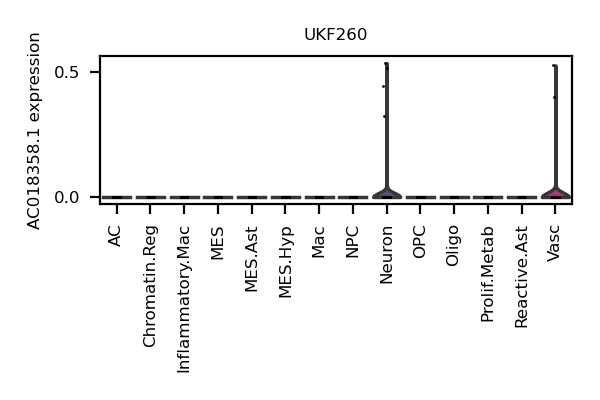 UKF260
AC018358.1 expression
0.5
0.0
AC
Chromatin.Reg
Inflammatory.Mac
MES
MES.Ast
MES.Hyp
Mac
NPC
Neuron
OPC
Oligo
Prolif.Metab
Reactive.Ast
Vasc